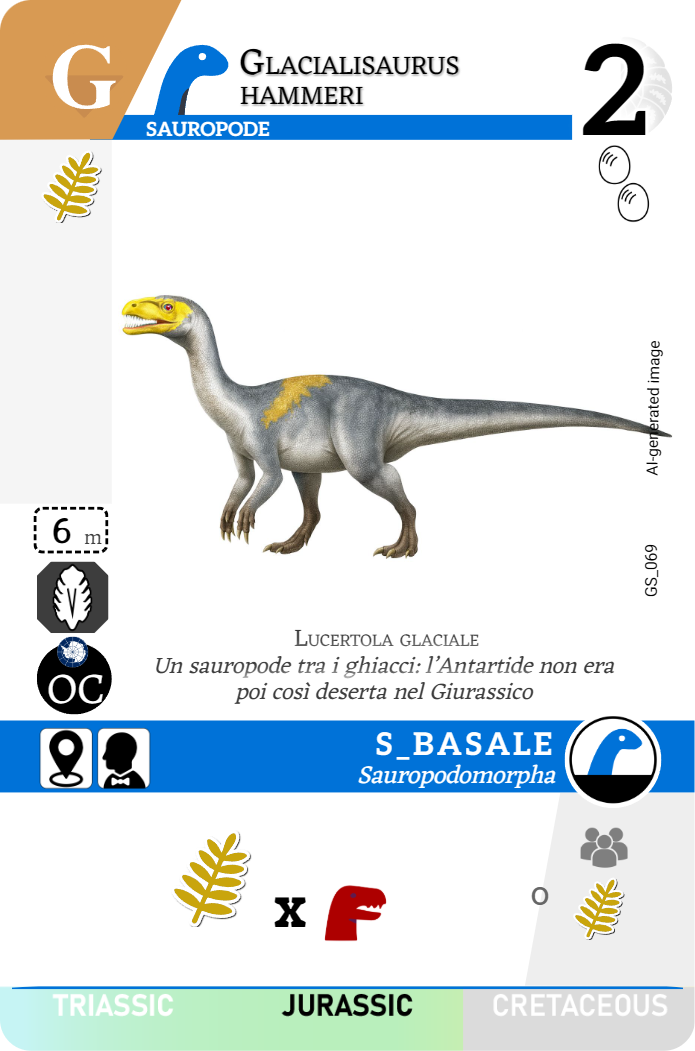 G
GLACIALISAURUS
HAMMERI
2
SAUROPODE
AI-generated image
6 m
GS_069
OC
LUCERTOLA GLACIALE
Un sauropode tra i ghiacci: l'Antartide non era
poi così deserta nel Giurassico
S_BASALE
Sauropodomorpha
x
o
TRIASSIC
JURASSIC
CRETACEOUS